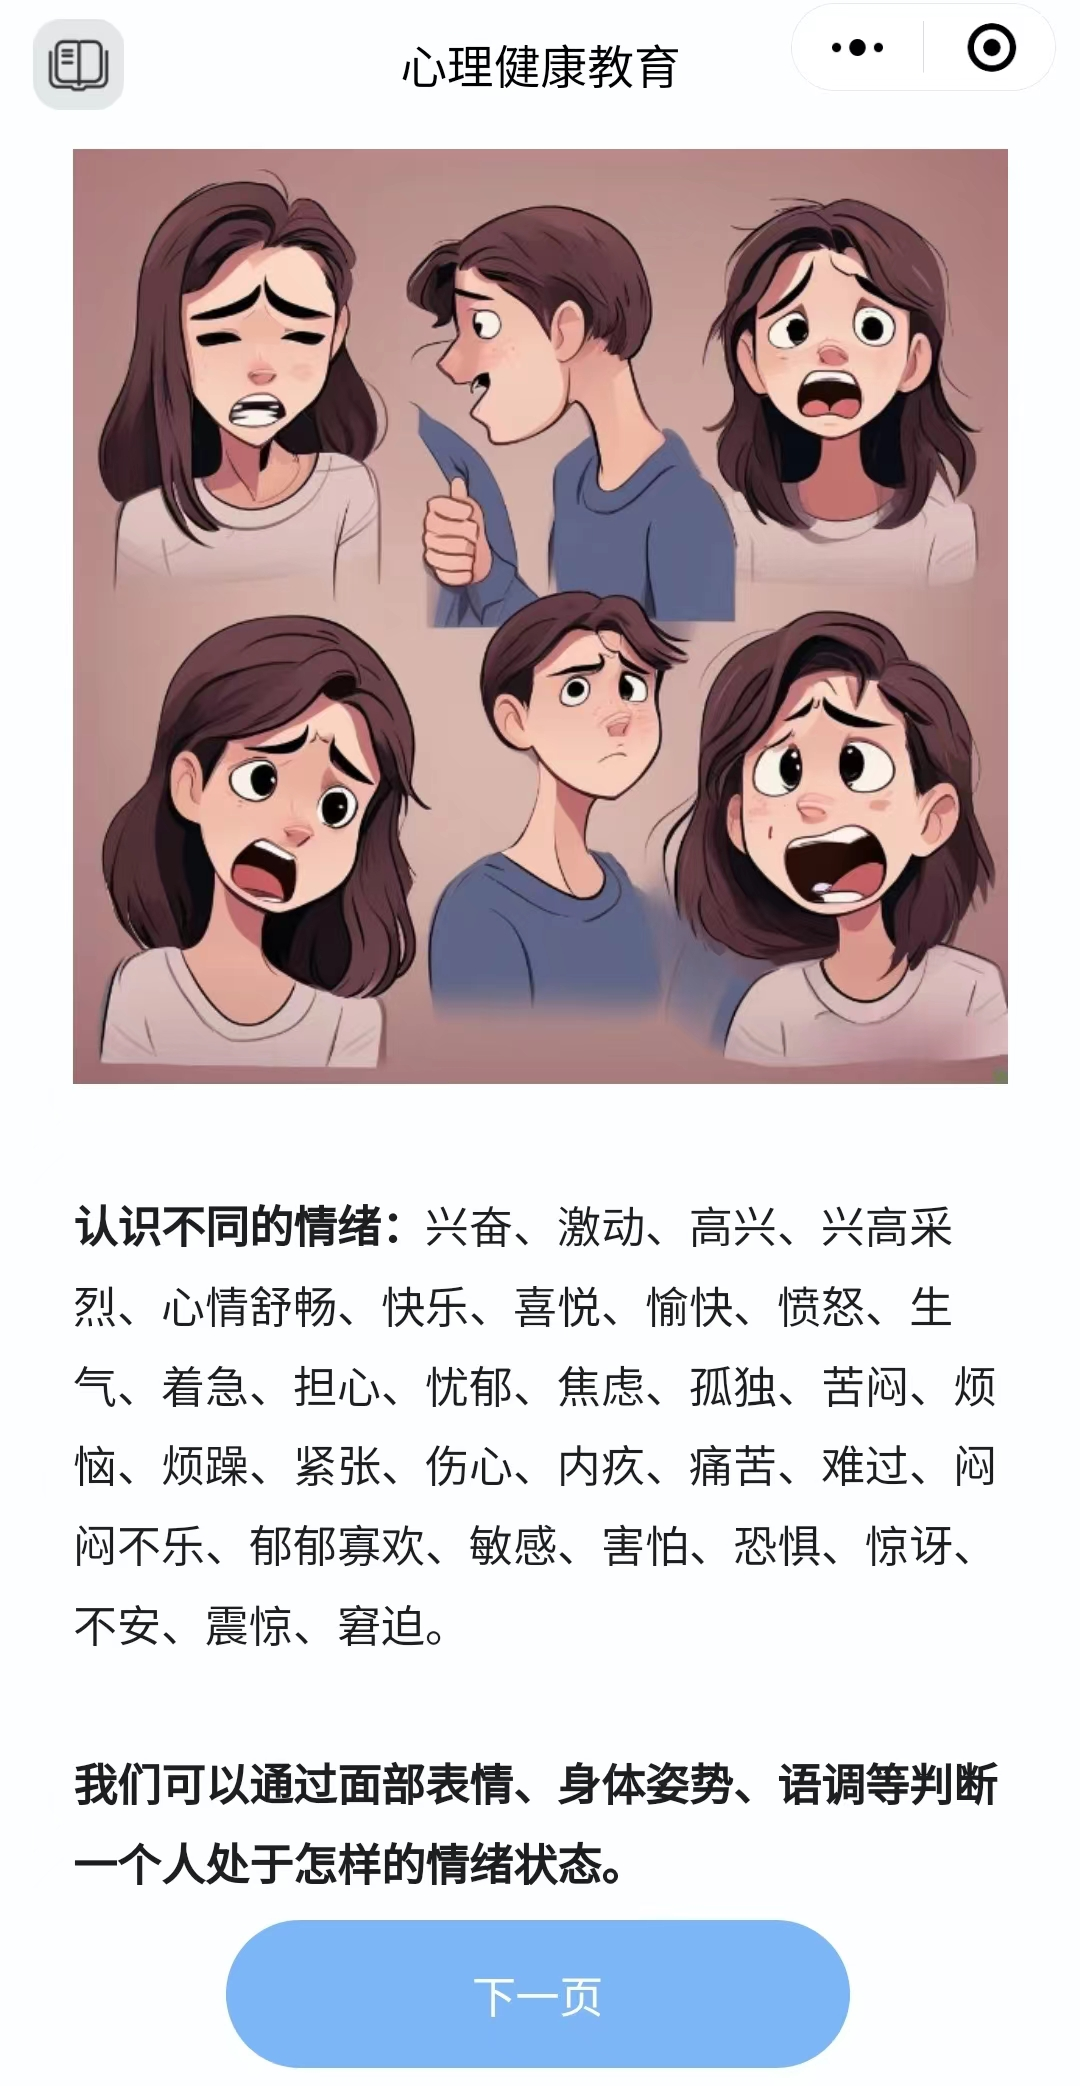 心理健康教育
认识不同的情绪：兴奋、激动、高兴、兴高采
烈、心情舒畅、快乐、喜悦、愉快、愤怒、生
气、着急、担心、忧郁、焦虑、孤独、苦闷、烦
恼、烦躁、紧张、伤心、内疚、痛苦、难过、闷
闷不乐、郁郁寡欢、敏感、害怕、恐惧、惊讶、
不安、震惊、窘迫。
我们可以通过面部表情、身体姿势、语调等判断
一个人处于怎样的情绪状态。
下一页